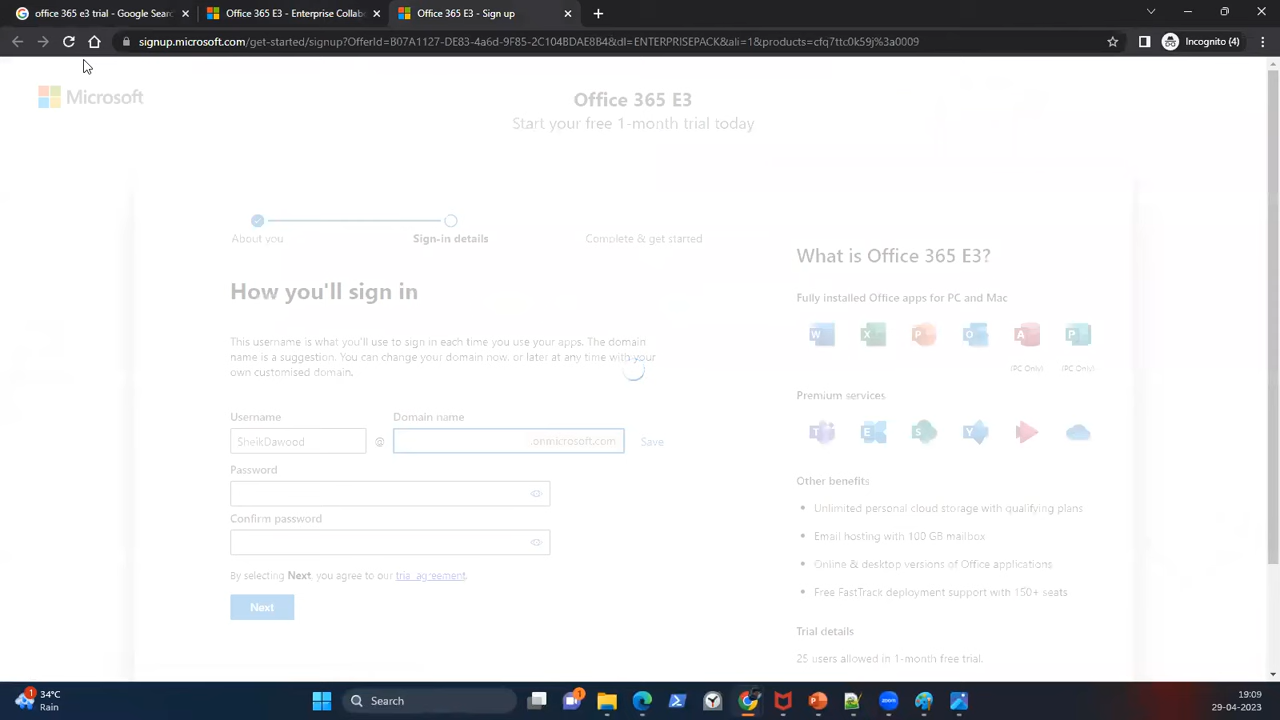 office 365 e3 trial - Google Sear
Office 365 E3 - Enterprise Collab
Office 365 E3 - Sign up
signup.microsoft.com/get-started/signup?OfferId=B07A1127-DE83-4a6d-9F85-2C104BDAE8B4&dl=ENTERPRISEPACK&ali=1&products=cfq7ttc0k59j%3a0009
Incognito (4)
Microsoft
Office 365 E3
Start your free 1-month trial today
About you
Sign-in details
Complete & get started
How you'll sign in
This username is what you'll use to sign in each time you use your apps. The domain
name is a suggestion. You can change your domain now, or later at any time with your
own customised domain.
Username
Domain name
SheikDawood
@
.onmicrosoft.com
Save
Password
Confirm password
By selecting Next, you agree to our trial agreement.
Next
What is Office 365 E3?
Fully installed Office apps for PC and Mac
W
X
P
O
A
P
(PC Only)
(PC Only)
Premium services
T
E
S
Y
Other benefits
Unlimited personal cloud storage with qualifying plans
Email hosting with 100 GB mailbox
Online & desktop versions of Office applications
Free FastTrack deployment support with 150+ seats
Trial details
25 users allowed in 1-month free trial.
1
34°C
Rain
Search
1
zoom
19:09
29-04-2023